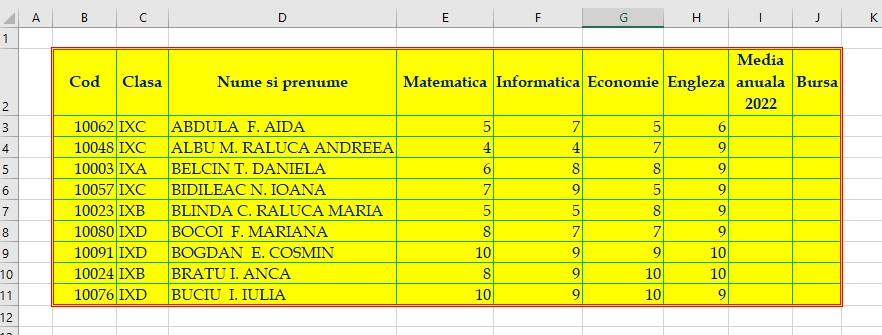 A B C D E F G H I J K
1
2 Cod Clasa Nume si prenume Matematica Informatica Economie Engleza Media anuala 2022 Bursa
3 10062 IXC ABDULA F. AIDA 5 7 5 6
4 10048 IXC ALBU M. RALUCA ANDREEA 4 4 7 9
5 10003 IXA BELCIN T. DANIELA 6 8 8 9
6 10057 IXC BIDILEAC N. IOANA 7 9 5 9
7 10023 IXB BLINDA C. RALUCA MARIA 5 5 8 9
8 10080 IXD BOCOI F. MARIANA 8 7 7 9
9 10091 IXD BOGDAN E. COSMIN 10 9 9 10
10 10024 IXB BRATU I. ANCA 8 9 10 10
11 10076 IXD BUCIU I. IULIA 10 9 10 9
12